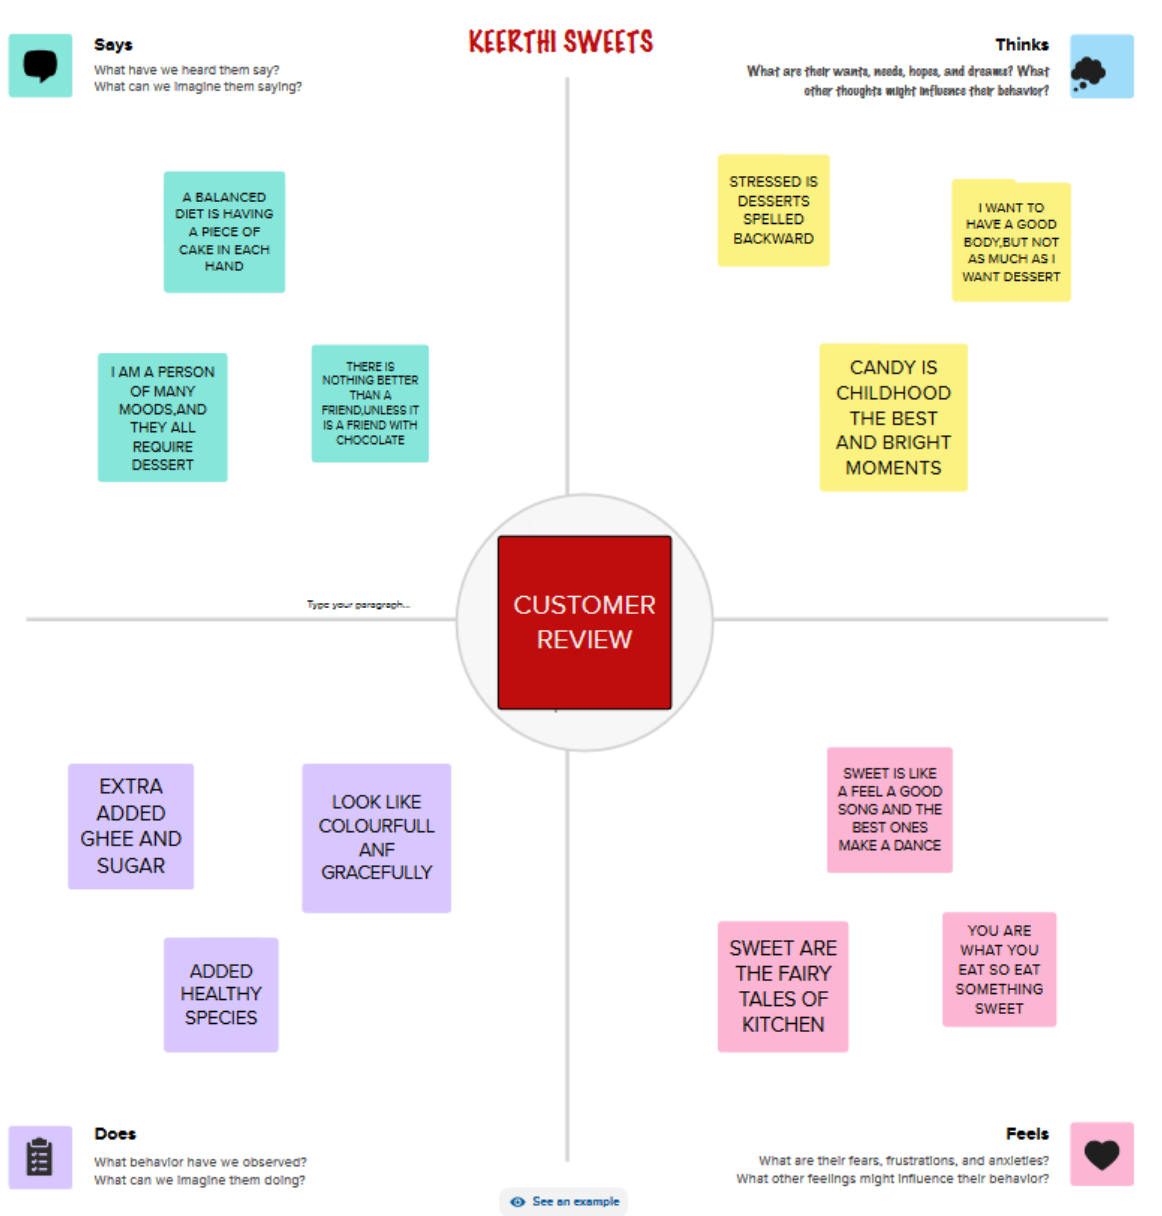 KEERTHI SWEETS
Says
What have we heard them say?
What can we imagine them saying?
Thinks
What are their wants, needs, hopes, and dreams? What
other thoughts might influence their behavior?
A BALANCED
DIET IS HAVING
A PIECE OF
CAKE IN EACH
HAND
I AM A PERSON
OF MANY
MOODS,AND
THEY ALL
REQUIRE
DESSERT
THERE IS
NOTHING BETTER
THAN A
FRIEND,UNLESS IT
IS A FRIEND WITH
CHOCOLATE
STRESSED IS
DESSERTS
SPELLED
BACKWARD
I WANT TO
HAVE A GOOD
BODY,BUT NOT
AS MUCH AS I
WANT DESSERT
CANDY IS
CHILDHOOD
THE BEST
AND BRIGHT
MOMENTS
Type your paragraph...
CUSTOMER
REVIEW
EXTRA
ADDED
GHEE AND
SUGAR
LOOK LIKE
COLOURFULL
ANF
GRACEFULLY
ADDED
HEALTHY
SPECIES
SWEET IS LIKE
A FEEL A GOOD
SONG AND THE
BEST ONES
MAKE A DANCE
SWEET ARE
THE FAIRY
TALES OF
KITCHEN
YOU ARE
WHAT YOU
EAT SO EAT
SOMETHING
SWEET
Does
What behavior have we observed?
What can we imagine them doing?
Feels
What are their fears, frustrations, and anxieties?
What other feelings might influence their behavior?
See an example